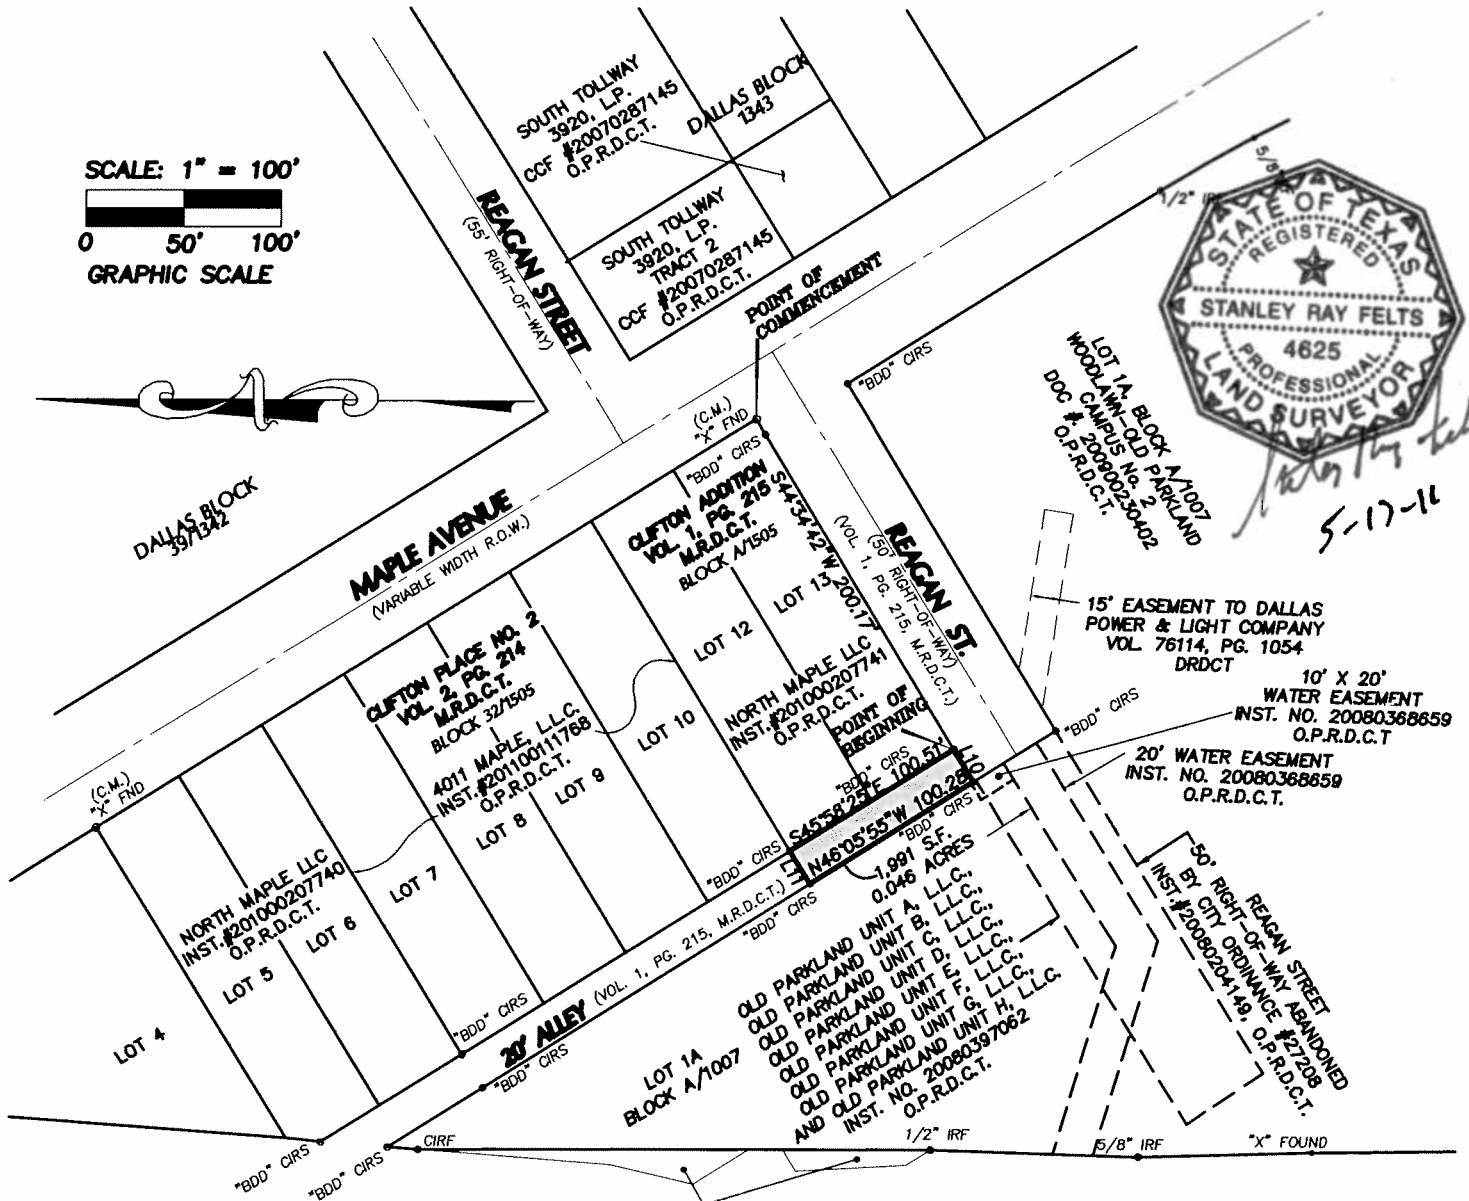 SCALE: 1" = 100'
0 50' 100'
GRAPHIC SCALE
SOUTH TOLLWAY
3920, L.P.
CCF #20070287145
O.P.R.D.C.T.
DALLAS BLOCK
1343
SOUTH TOLLWAY
3920, L.P.
TRACT 2
CCF #20070287145
O.P.R.D.C.T.
REAGAN STREET
(55' RIGHT-OF-WAY)
POINT OF
COMMENCEMENT
5/8"
1/2" IRF
STATE OF TEXAS
REGISTERED
STANLEY RAY FELTS
4625
PROFESSIONAL
LAND SURVEYOR
5-17-11
"BDD" CIRS
LOT 1A, BLOCK A/1007
WOODLAWN-OLD PARKLAND
CAMPUS NO. 2
DOC #. 200900230402
O.P.R.D.C.T.
DALLAS BLOCK
39/1342
MAPLE AVENUE
(VARIABLE WIDTH R.O.W.)
(C.M.)
"X" FND
"BDD" CIRS
CLIFTON ADDITION
VOL. 1, PG. 215
M.R.D.C.T.
BLOCK A/1505
S44°34'42"W 200.17'
REAGAN ST.
(50' RIGHT-OF-WAY)
(VOL. 1, PG. 215, M.R.D.C.T.)
LOT 13
LOT 12
NORTH MAPLE LLC
INST.#201000207741
O.P.R.D.C.T.
POINT OF
BEGINNING
15' EASEMENT TO DALLAS
POWER & LIGHT COMPANY
VOL. 76114, PG. 1054
DRDCT
10' X 20'
WATER EASEMENT
INST. NO. 20080368659
O.P.R.D.C.T
20' WATER EASEMENT
INST. NO. 20080368659
O.P.R.D.C.T.
"BDD" CIRS
CLIFTON PLACE NO. 2
VOL. 2, PG. 214
M.R.D.C.T.
BLOCK 32/1505
4011 MAPLE, L.L.C.
INST.#201100111768
O.P.R.D.C.T.
LOT 10
LOT 9
LOT 8
LOT 7
(C.M.)
"X" FND
NORTH MAPLE LLC
INST.#201000207740
O.P.R.D.C.T.
LOT 6
LOT 5
LOT 4
"BDD" CIRS
S45°58'25"E 100.51'
L10
N46°05'55"W 100.28'
L11
"BDD" CIRS
"BDD" CIRS
"BDD" CIRS
1,991 S.F.
0.046 ACRES
20' ALLEY
(VOL. 1, PG. 215, M.R.D.C.T.)
"BDD" CIRS
"BDD" CIRS
OLD PARKLAND UNIT A, L.L.C.,
OLD PARKLAND UNIT B, L.L.C.,
OLD PARKLAND UNIT C, L.L.C.,
OLD PARKLAND UNIT D, L.L.C.,
OLD PARKLAND UNIT E, L.L.C.,
OLD PARKLAND UNIT F, L.L.C.,
OLD PARKLAND UNIT G, L.L.C.,
AND OLD PARKLAND UNIT H, L.L.C.
INST. NO. 20080397062
O.P.R.D.C.T.
LOT 1A
BLOCK A/1007
REAGAN STREET
50' RIGHT-OF-WAY ABANDONED
BY CITY ORDINANCE #27208
INST.#20080204149, O.P.R.D.C.T.
"BDD" CIRS
"BDD" CIRS
CIRF
1/2" IRF
5/8" IRF
"X" FOUND